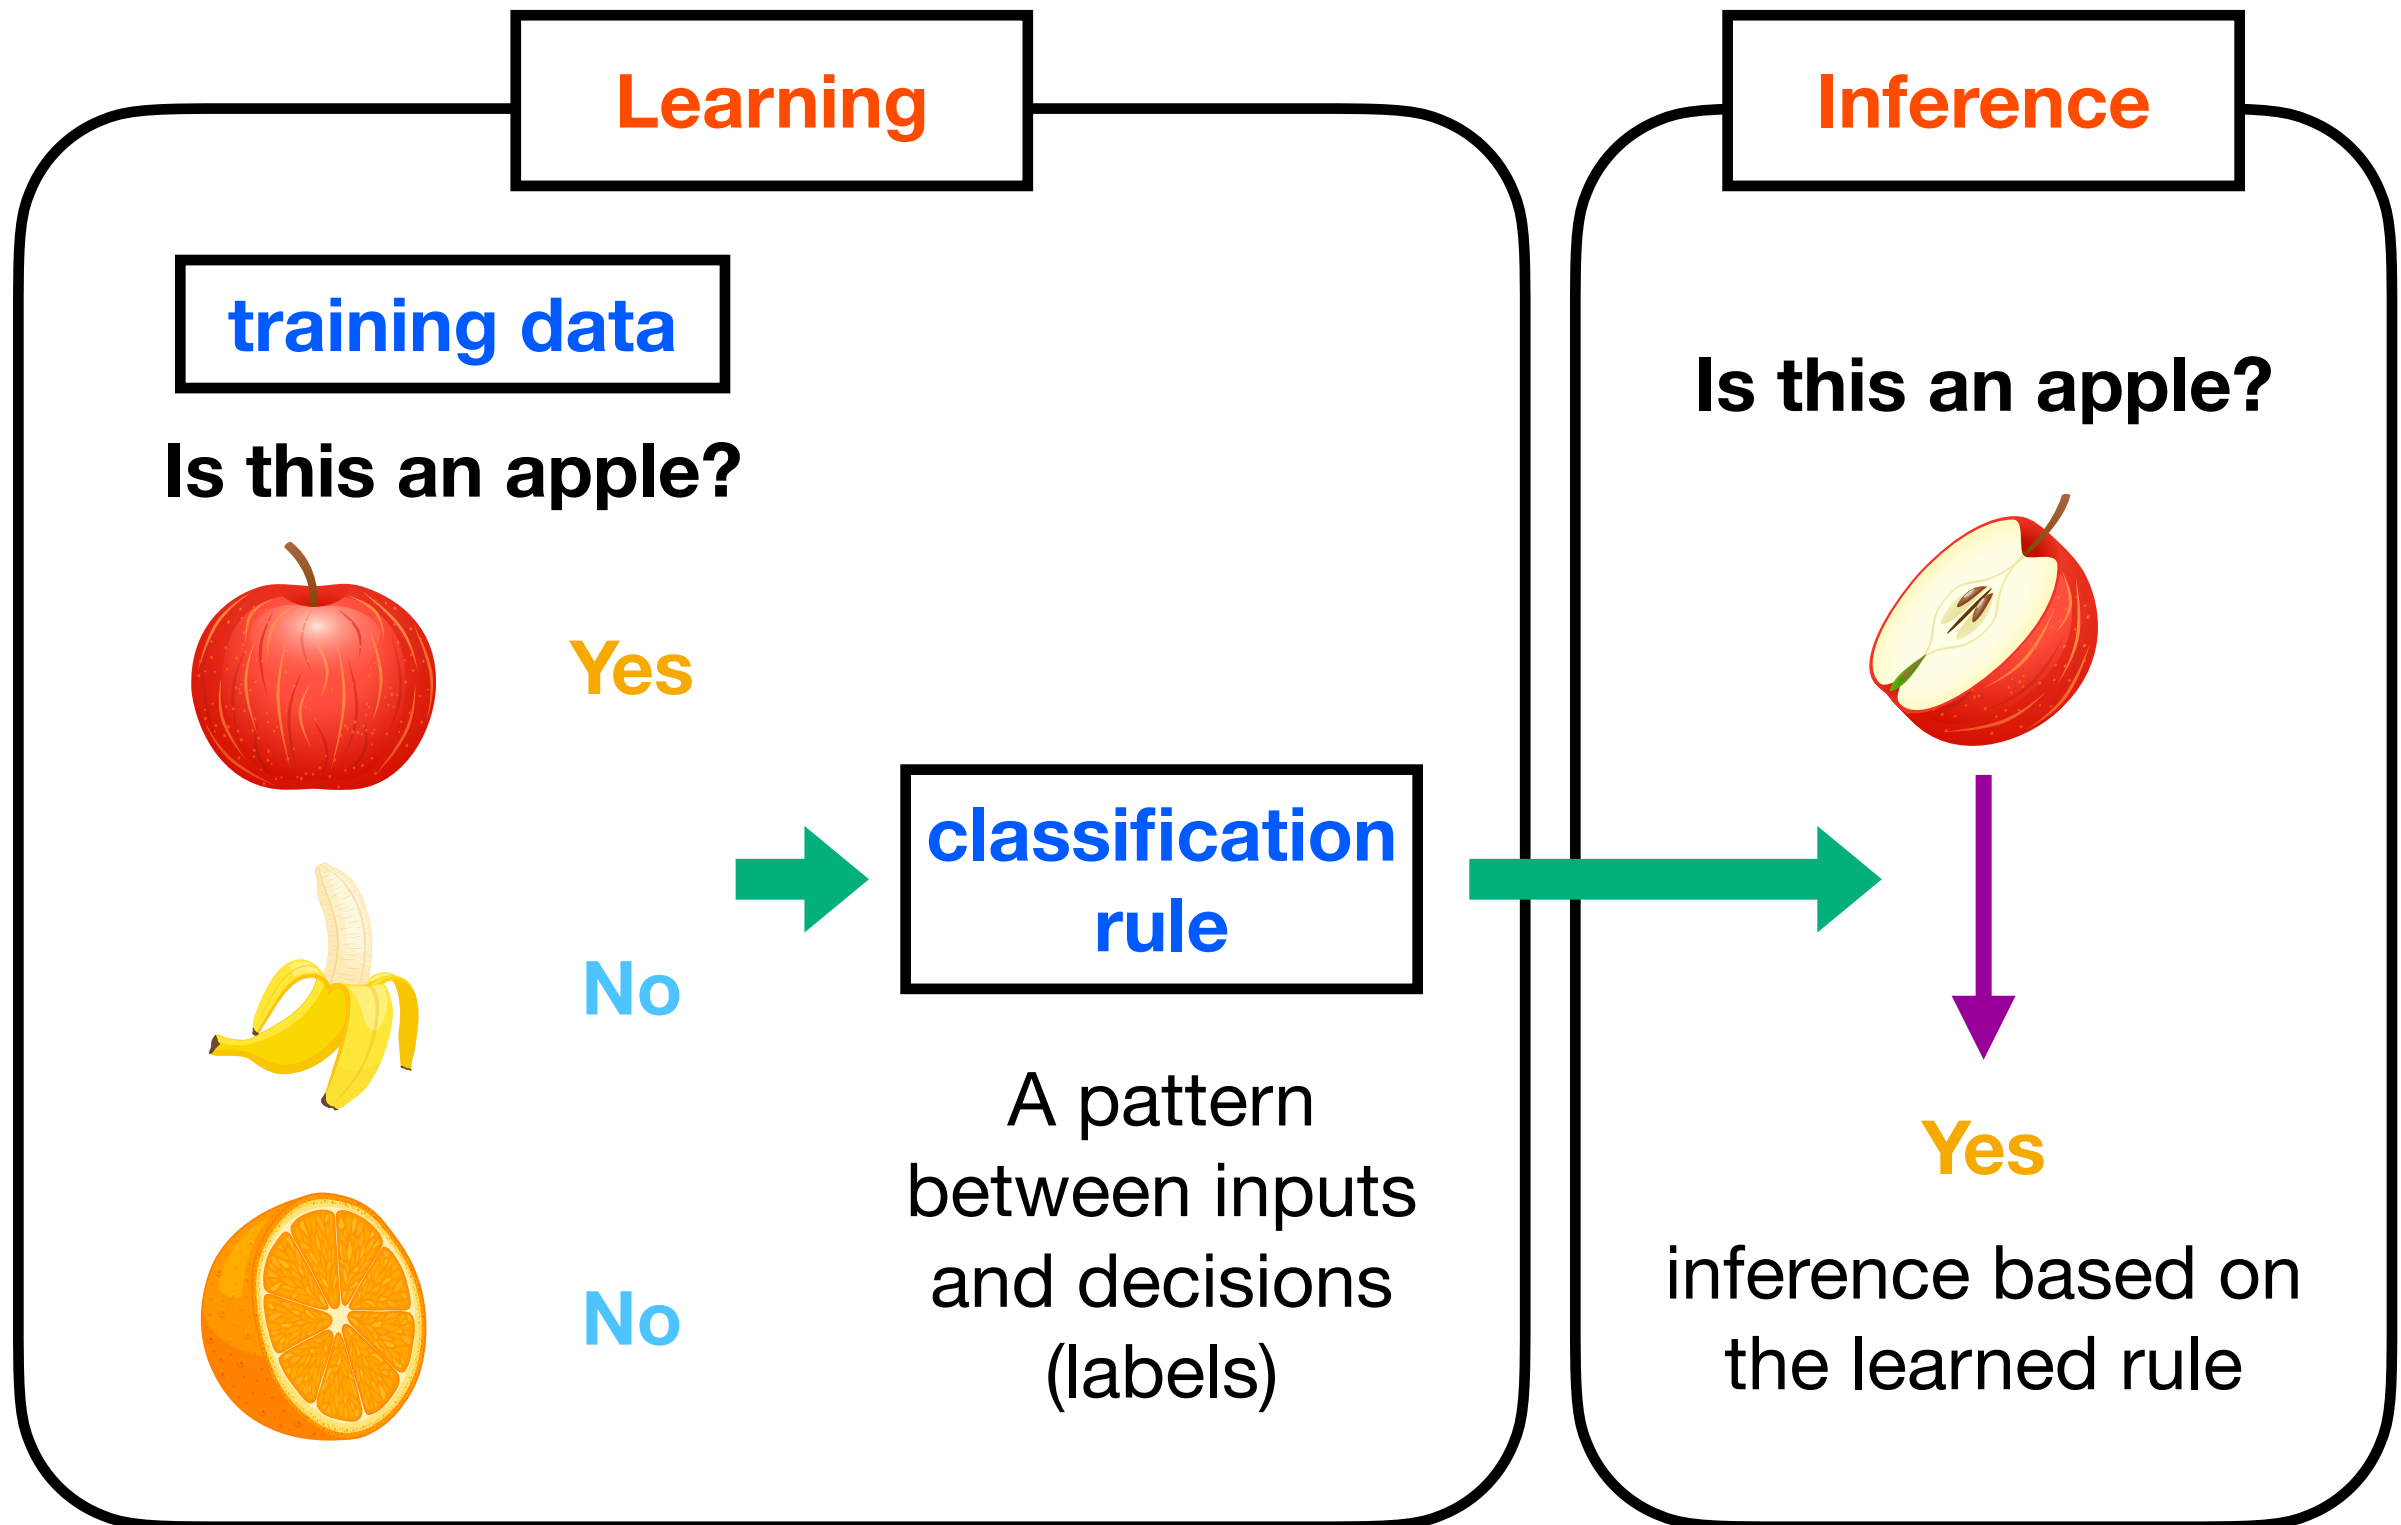 Learning
training data
Is this an apple?
Yes
No
No
classification
rule
A pattern
between inputs
and decisions
(labels)
Inference
Is this an apple?
Yes
inference based on
the learned rule